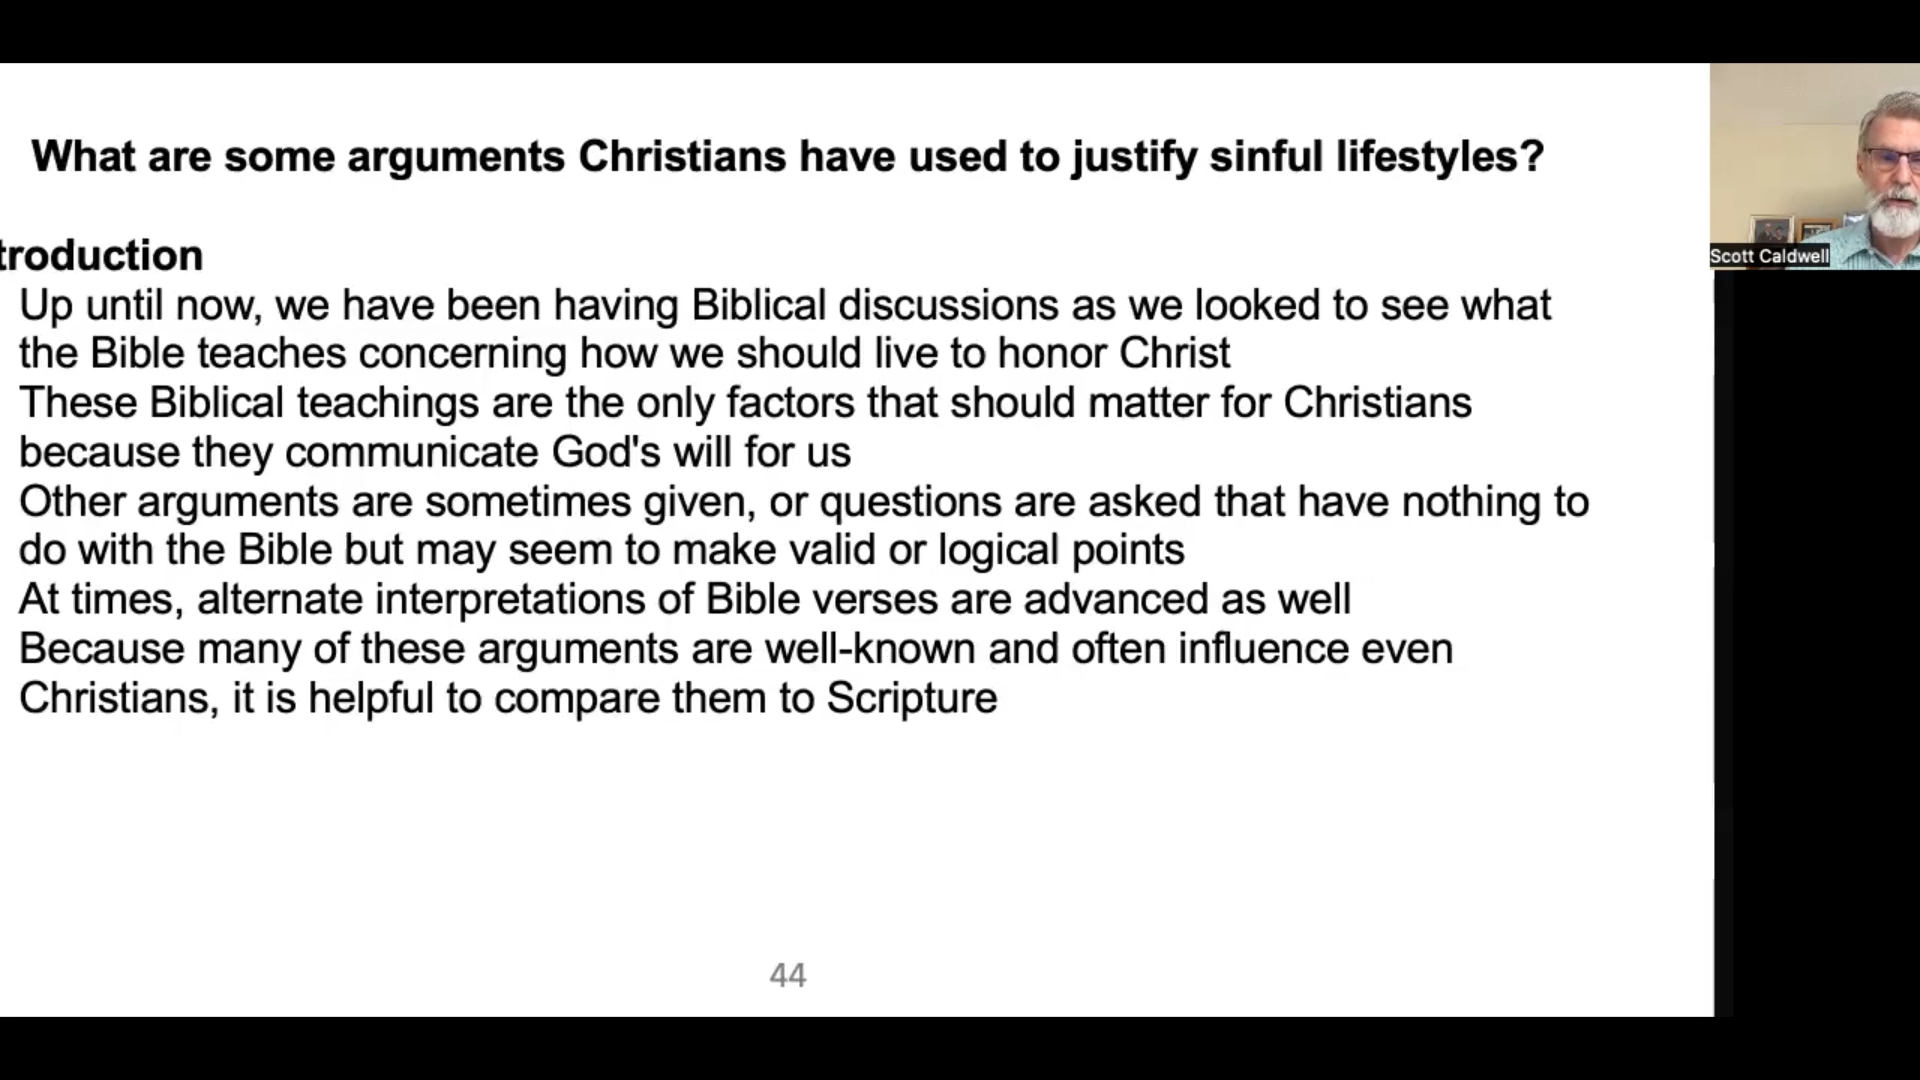 What are some arguments Christians have used to justify sinful lifestyles?
Scott Caldwell
troduction
Up until now, we have been having Biblical discussions as we looked to see what
the Bible teaches concerning how we should live to honor Christ
These Biblical teachings are the only factors that should matter for Christians
because they communicate God's will for us
Other arguments are sometimes given, or questions are asked that have nothing to
do with the Bible but may seem to make valid or logical points
At times, alternate interpretations of Bible verses are advanced as well
Because many of these arguments are well-known and often influence even
Christians, it is helpful to compare them to Scripture
44